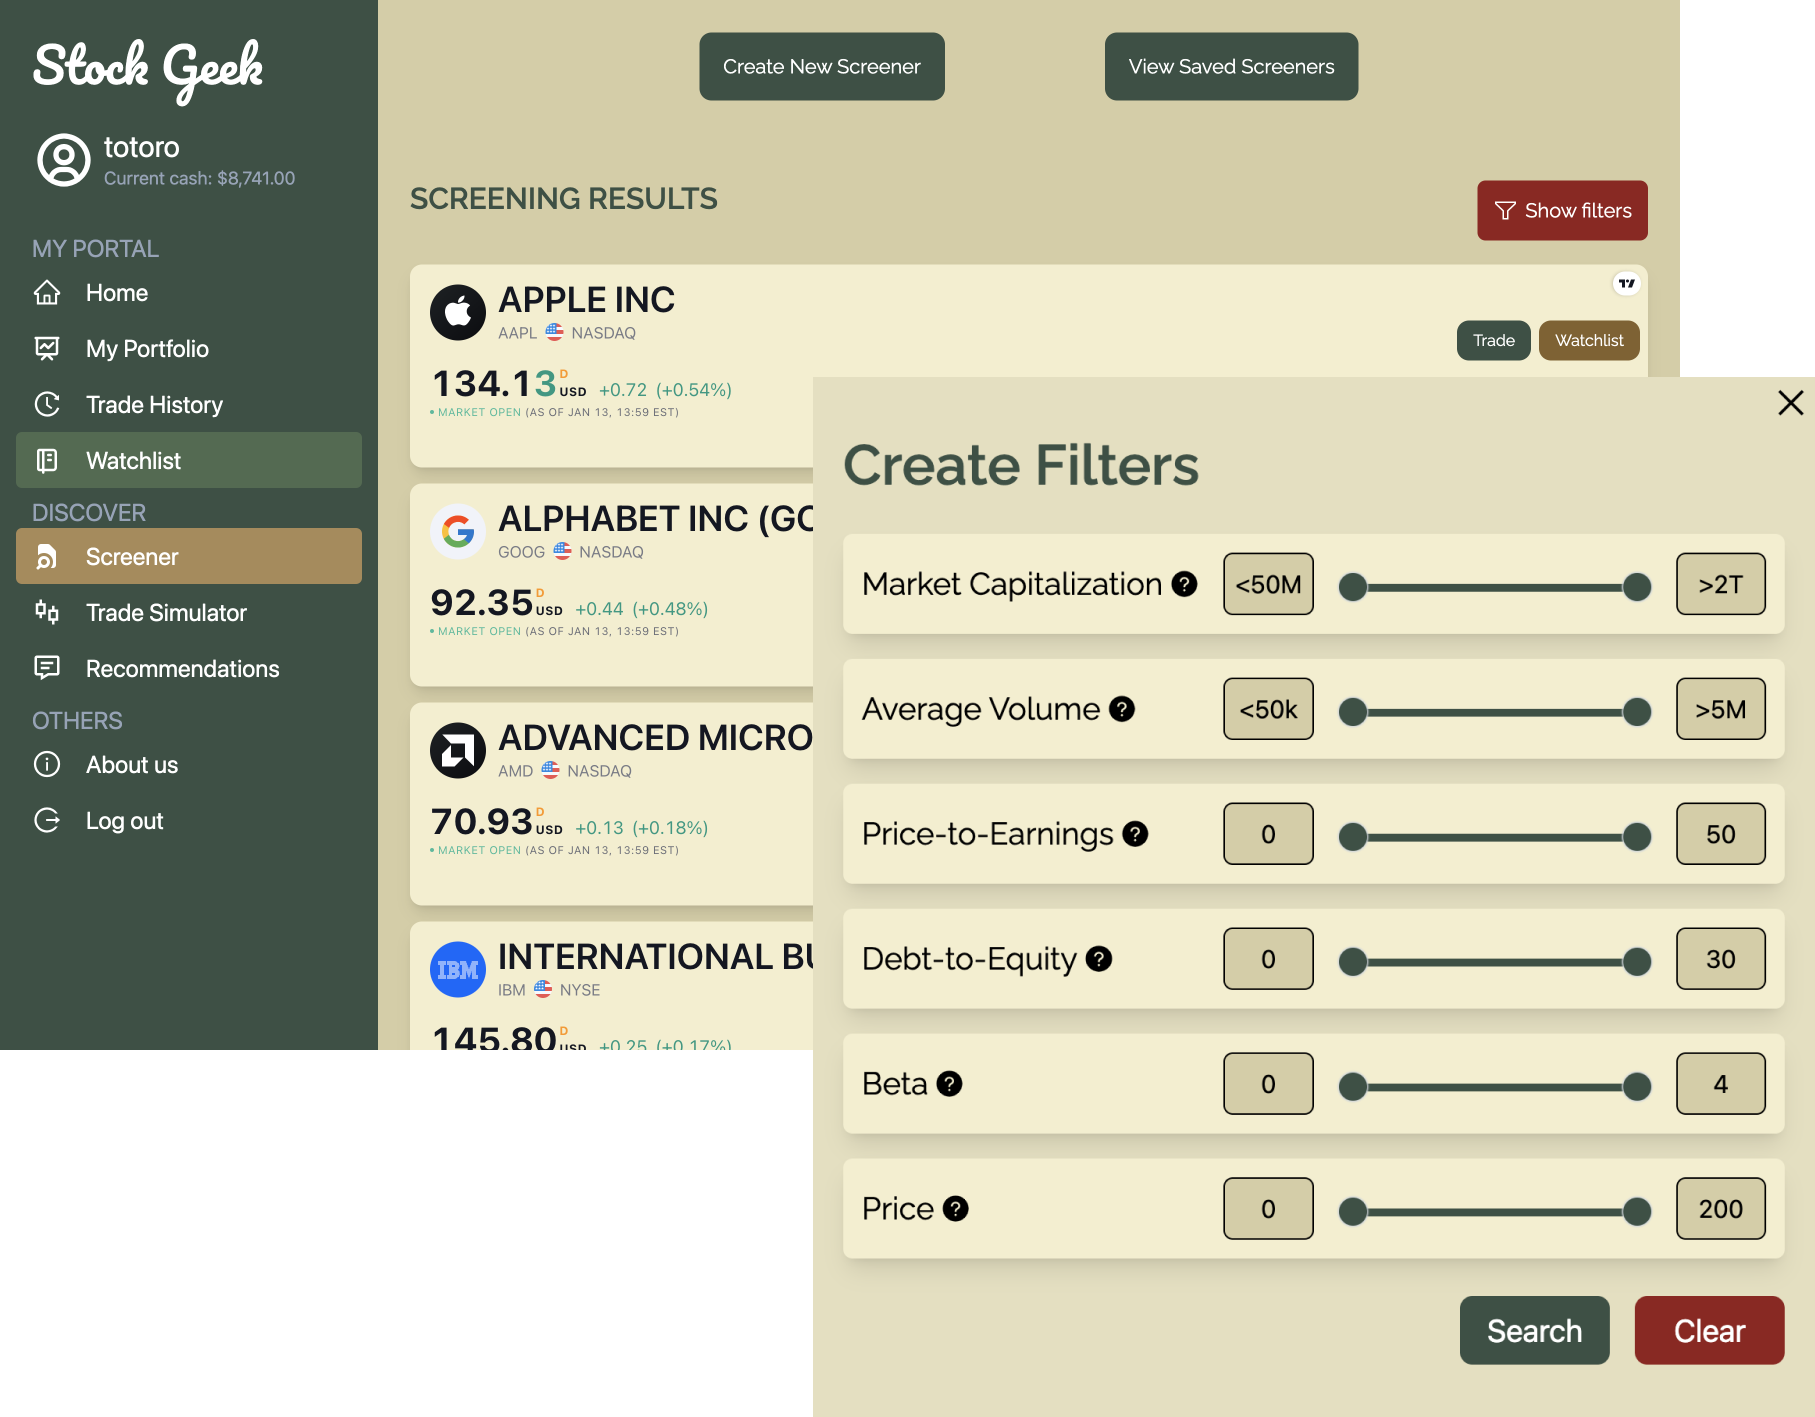 Stock Geek
totoro
Current cash: $8,741.00
MY PORTAL
Home
My Portfolio
Trade History
Watchlist
DISCOVER
Screener
Trade Simulator
Recommendations
OTHERS
About us
Log out
Create New Screener
View Saved Screeners
SCREENING RESULTS
Show filters
APPLE INC
AAPL NASDAQ
Trade
Watchlist
134.13 D USD +0.72 (+0.54%)
• MARKET OPEN (AS OF JAN 13, 13:59 EST)
ALPHABET INC (GO
GOOG NASDAQ
92.35 D USD +0.44 (+0.48%)
• MARKET OPEN (AS OF JAN 13, 13:59 EST)
ADVANCED MICRO
AMD NASDAQ
70.93 D USD +0.13 (+0.18%)
• MARKET OPEN (AS OF JAN 13, 13:59 EST)
IBM
INTERNATIONAL BU
IBM NYSE
145.80 D USD +0.25 (+0.17%)
Create Filters
Market Capitalization ? <50M >2T
Average Volume ? <50k >5M
Price-to-Earnings ? 0 50
Debt-to-Equity ? 0 30
Beta ? 0 4
Price ? 0 200
Search
Clear